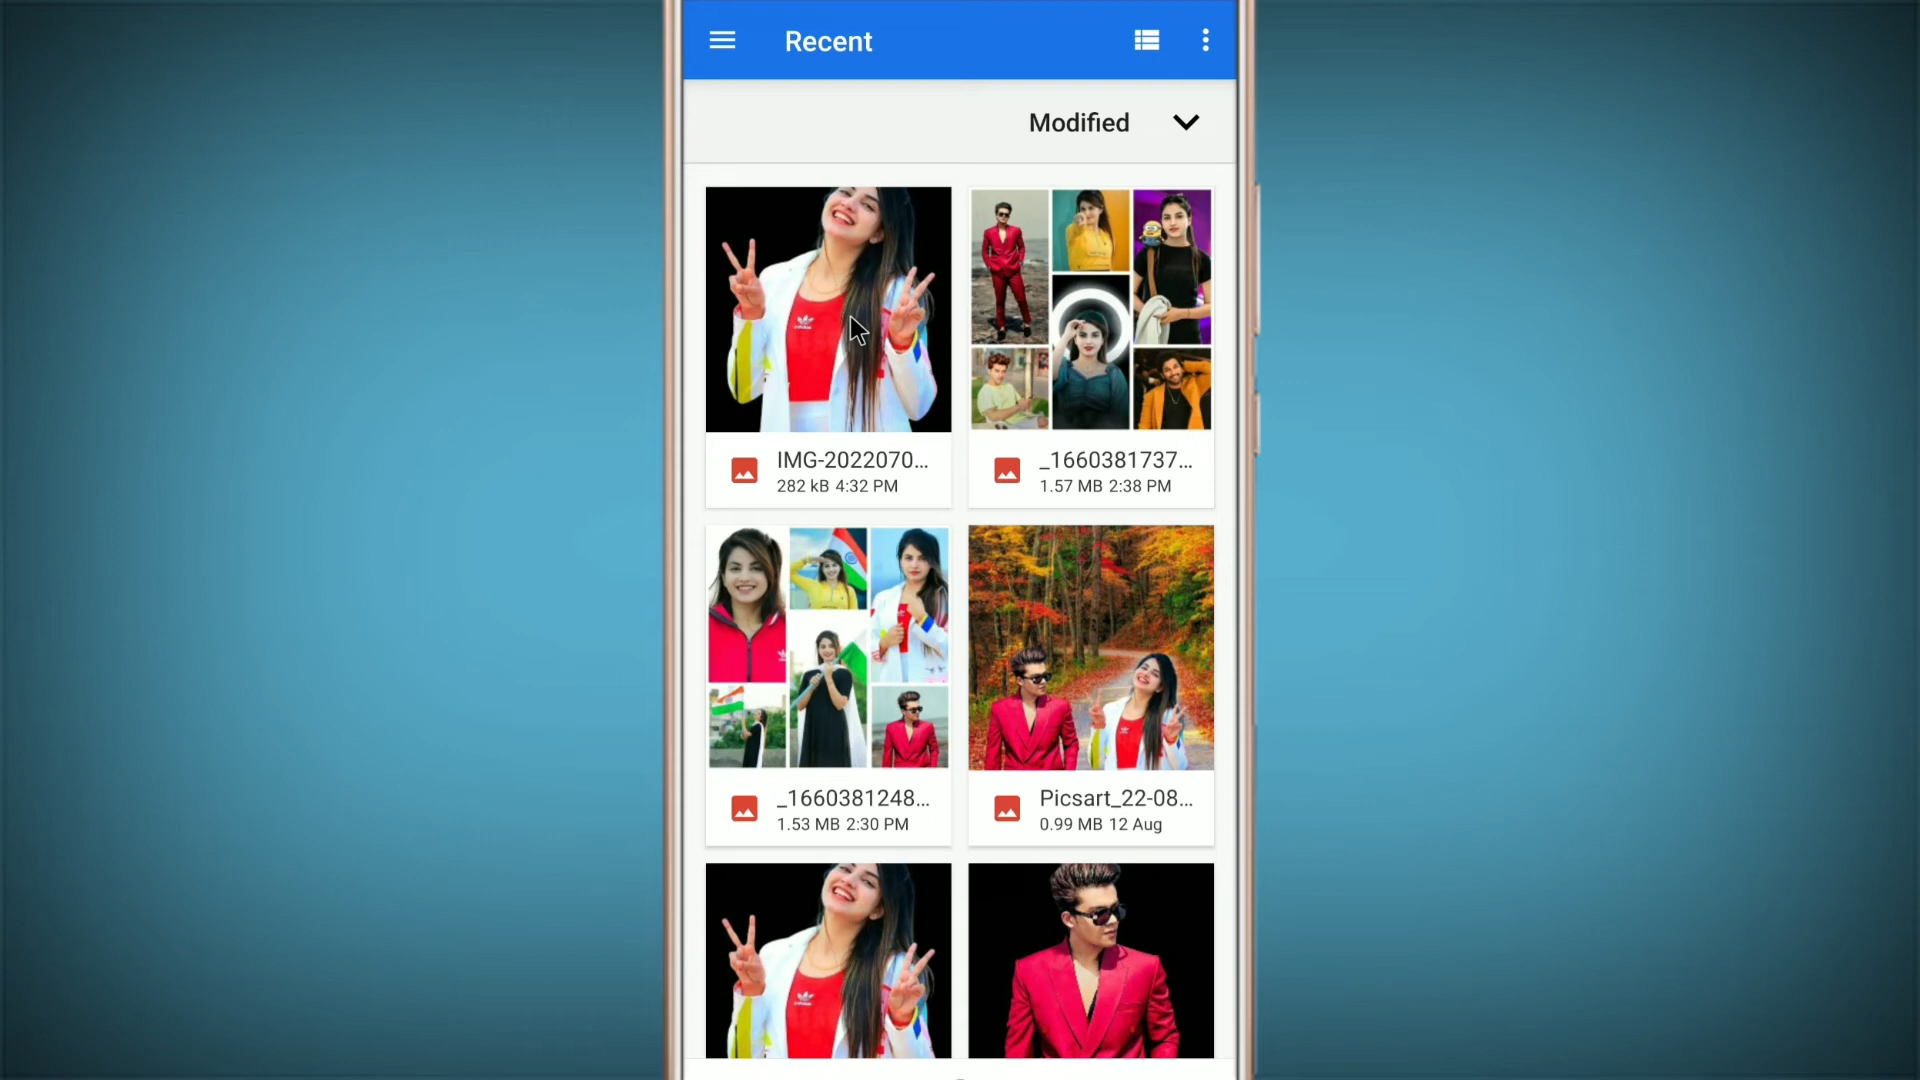 Recent
Modified
IMG-2022070...
282 kB 4:32 PM
_1660381737...
1.57 MB 2:38 PM
_1660381248...
1.53 MB 2:30 PM
Picsart_22-08...
0.99 MB 12 Aug